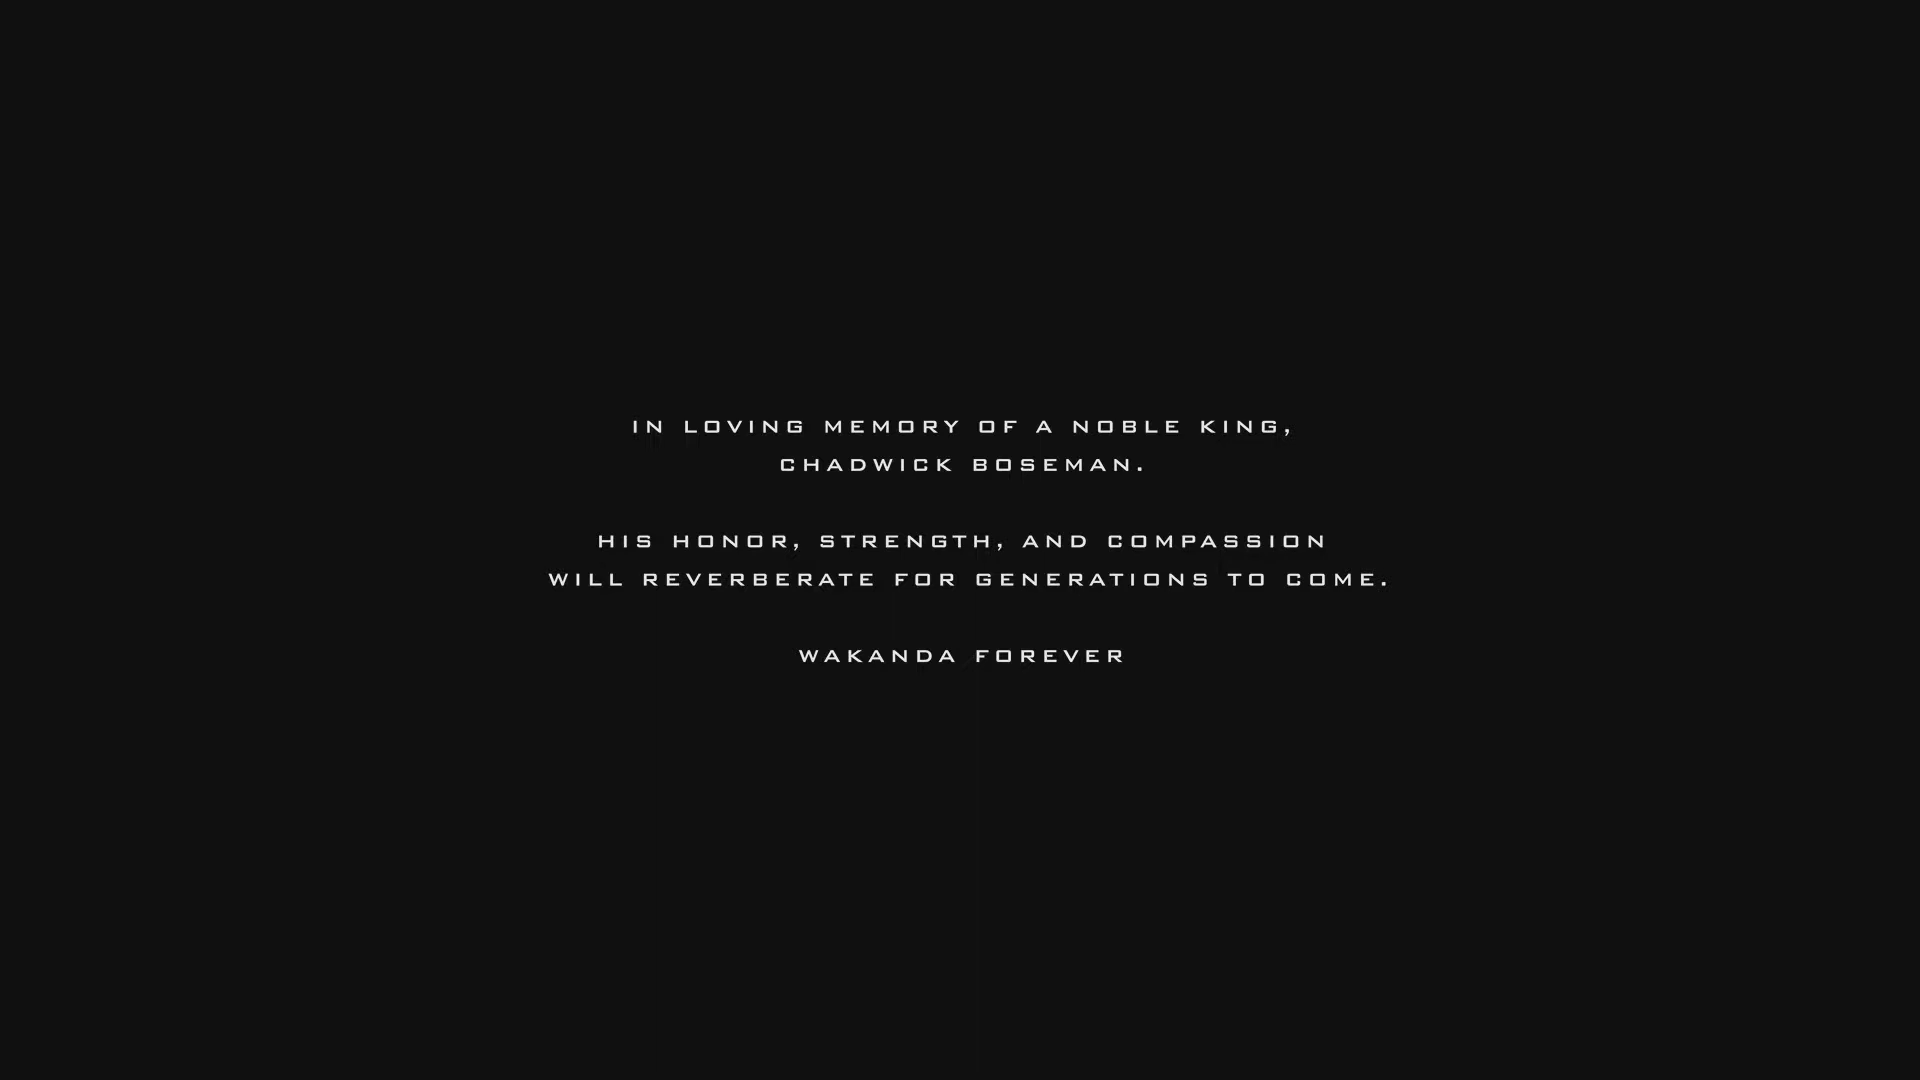 IN LOVING MEMORY OF A NOBLE KING,
CHADWICK BOSEMAN.
HIS HONOR, STRENGTH, AND COMPASSION
WILL REVERBERATE FOR GENERATIONS TO COME.
WAKANDA FOREVER